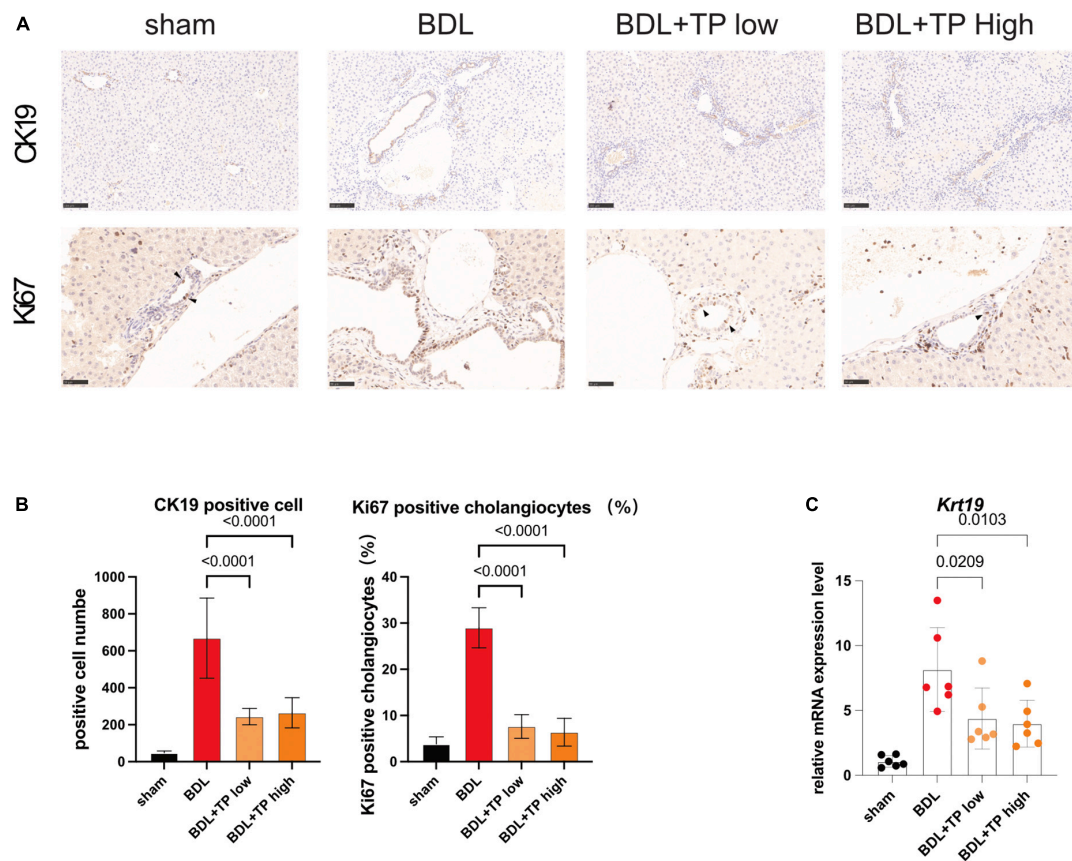 A
sham
BDL
BDL+TP low
BDL+TP High
CK19
Ki67
B
CK19 positive cell
<0.0001
<0.0001
positive cell numbe
1000
800
600
400
200
0
sham
BDL
BDL+TP low
BDL+TP high
Ki67 positive cholangiocytes (%)
<0.0001
<0.0001
Ki67 positive cholangiocytes (%)
40
30
20
10
0
sham
BDL
BDL+TP low
BDL+TP high
C
Krt19
0.0103
0.0209
relative mRNA expression level
15
10
5
0
sham
BDL
BDL+TP low
BDL+TP high